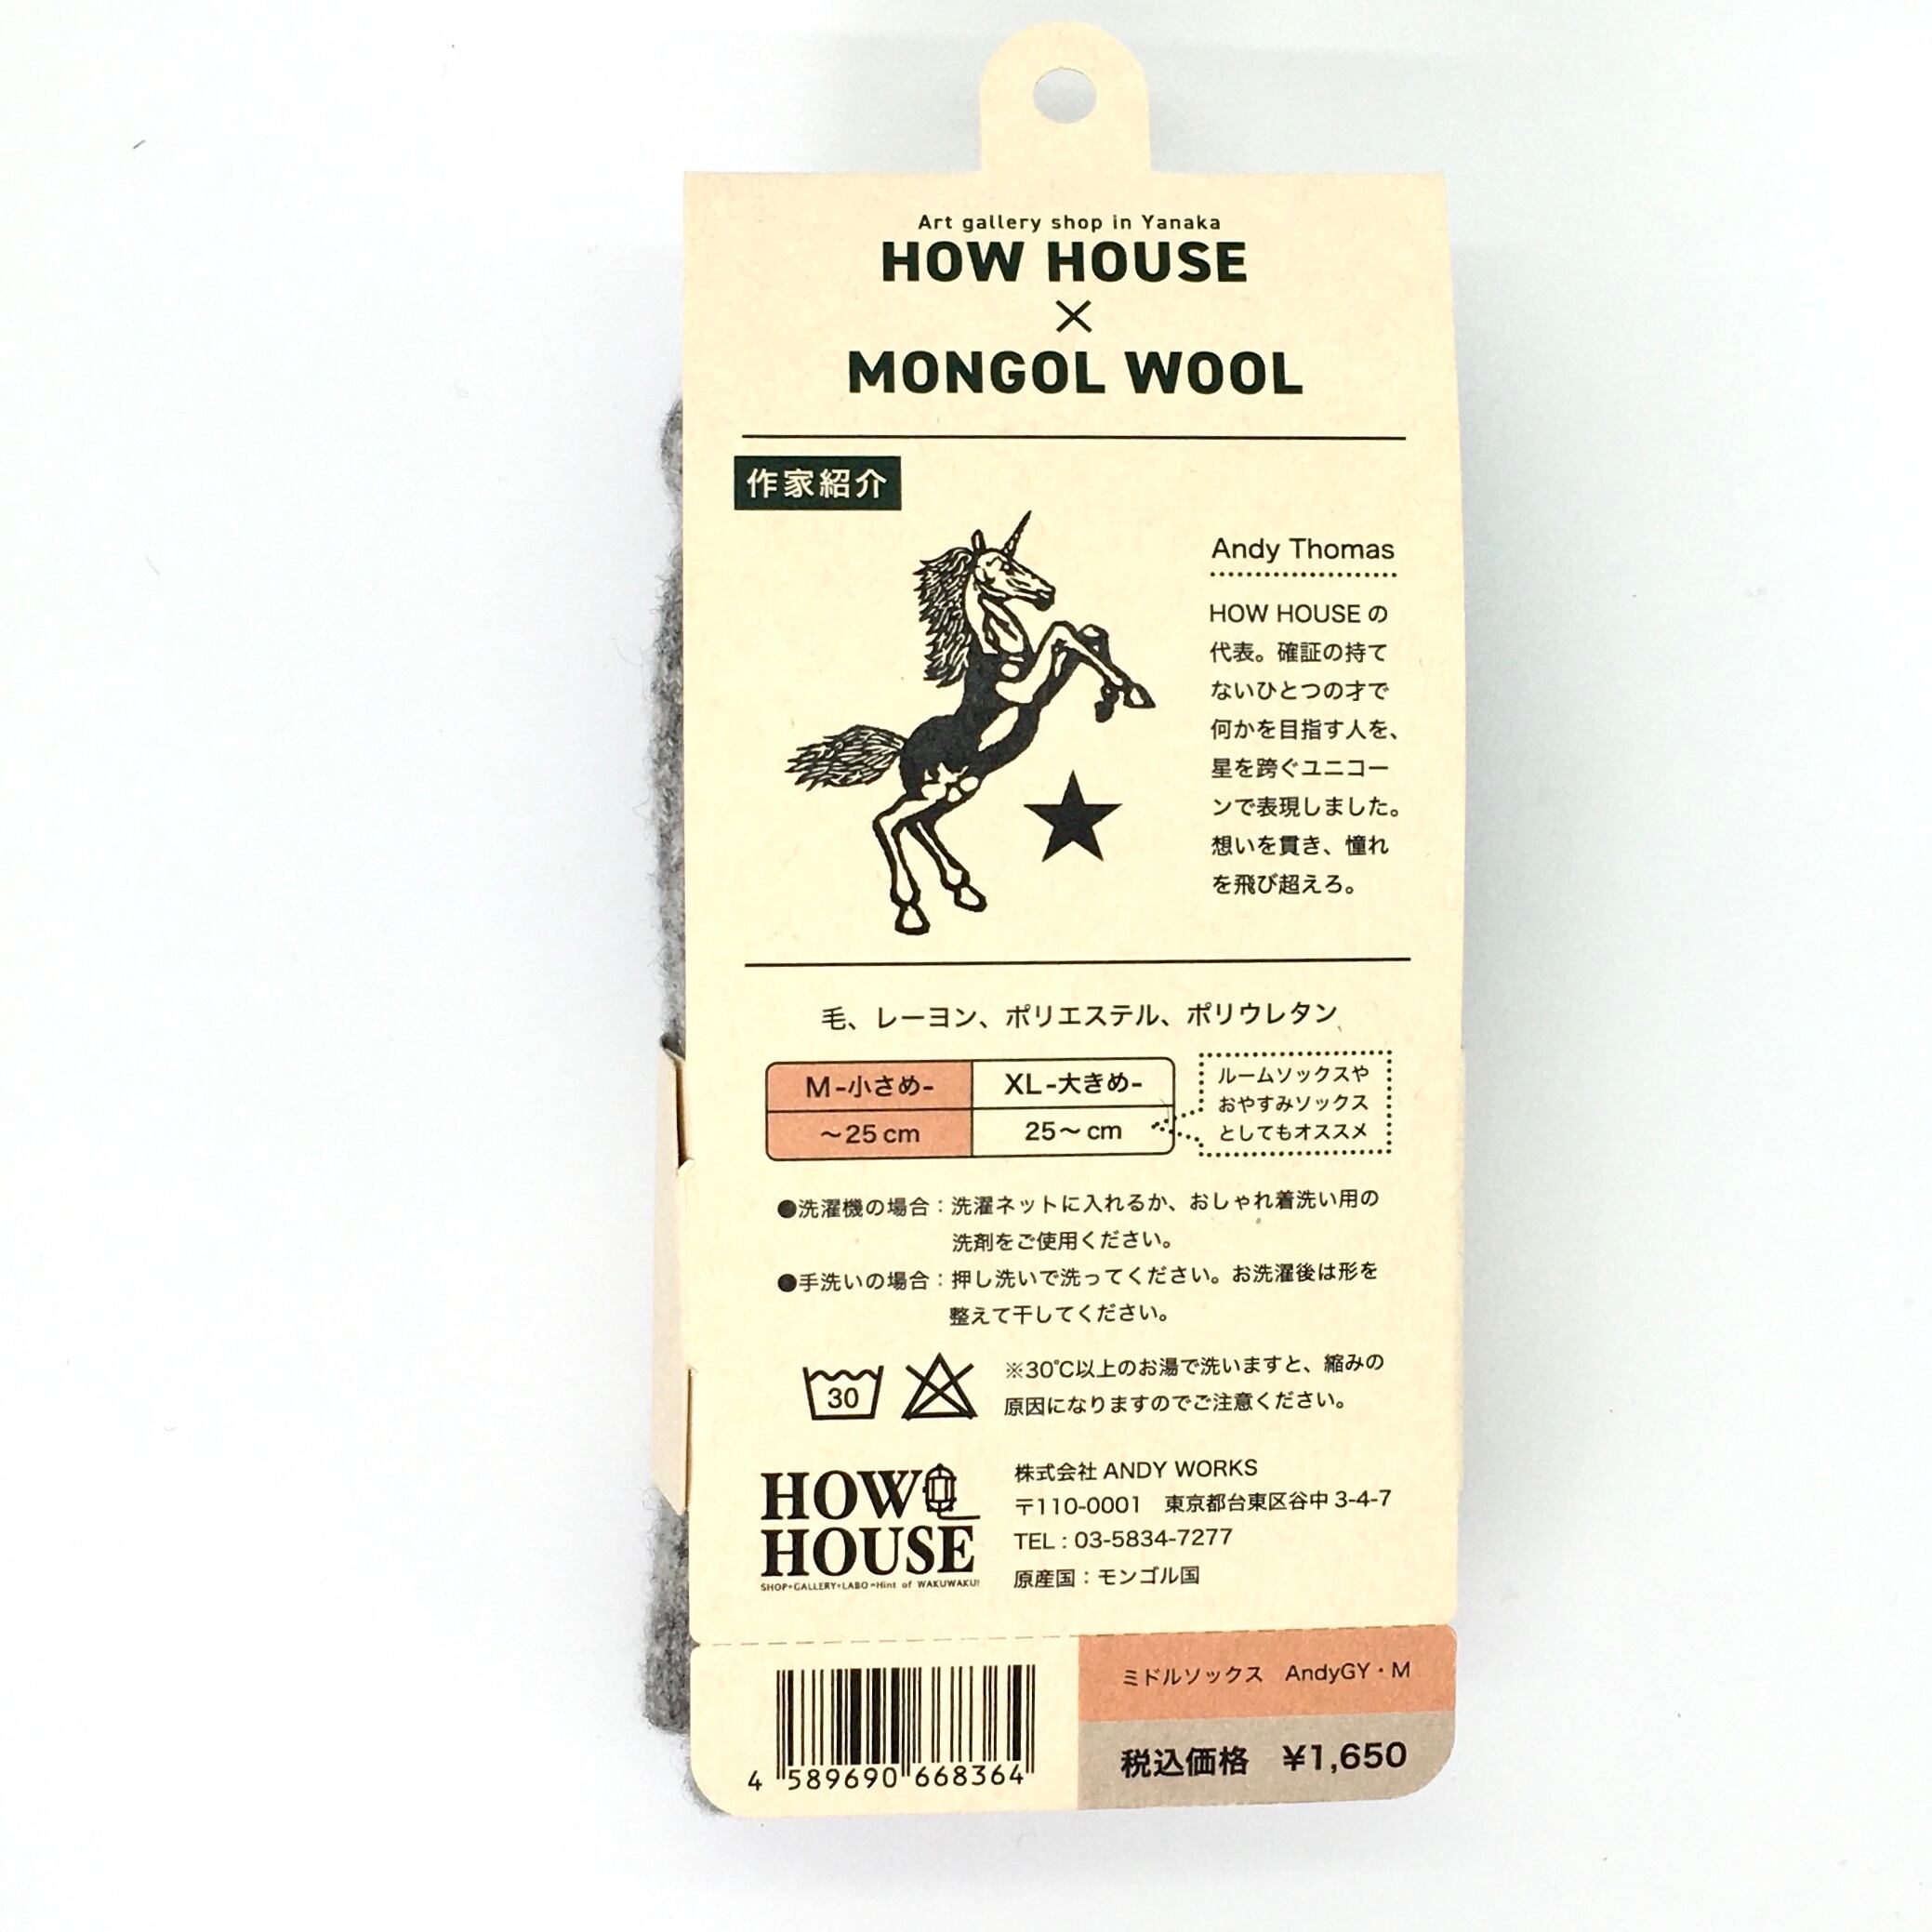 Art gallery shop in Yanaka
HOW HOUSE
×
MONGOL WOOL
作家紹介
Andy Thomas
HOW HOUSE の
代表。確証の持て
ないひとつの才で
何かを目指す人を、
星を跨ぐユニコー
ンで表現しました。
想いを貫き、憧れ
を飛び超えろ。
毛、レーヨン、ポリエステル、ポリウレタン
M-小さめ- XL-大きめ-
～25 cm 25～ cm
ルームソックスや
おやすみソックス
としてもオススメ
●洗濯機の場合：洗濯ネットに入れるか、おしゃれ着洗い用の
洗剤をご使用ください。
●手洗いの場合：押し洗いで洗ってください。お洗濯後は形を
整えて干してください。
30
※30℃以上のお湯で洗いますと、縮みの
原因になりますのでご注意ください。
HOW
HOUSE
SHOP+GALLERY+LABO=Hint of WAKUWAKU!
株式会社 ANDY WORKS
〒110-0001 東京都台東区谷中 3-4-7
TEL : 03-5834-7277
原産国：モンゴル国
4 589690 668364
ミドルソックス AndyGY・M
税込価格 ¥1,650